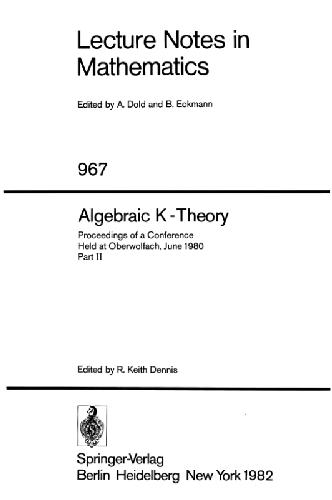 Lecture Notes in
Mathematics
Edited by A. Dold and B. Eckmann
967
Algebraic K-Theory
Proceedings of a Conference
Held at Oberwolfach, June 1980
Part II
Edited by R. Keith Dennis
Springer-Verlag
Berlin Heidelberg New York 1982